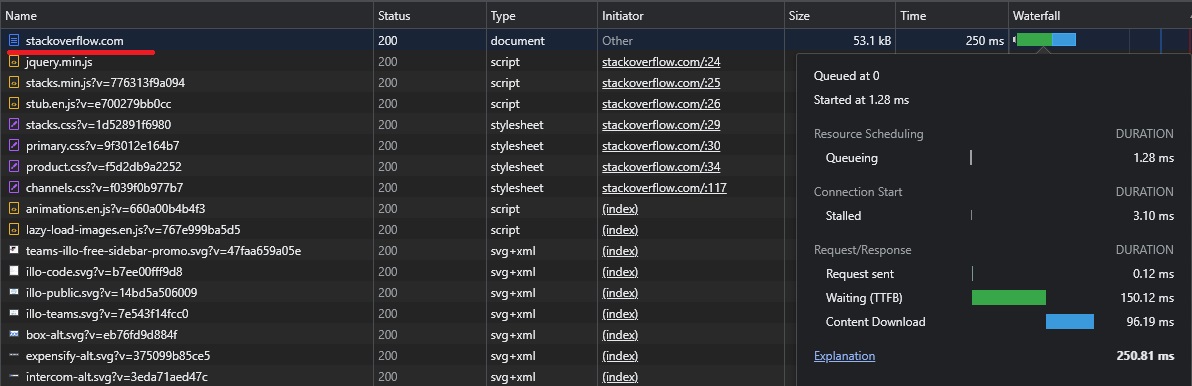 Name Status Type Initiator Size Time Waterfall
stackoverflow.com 200 document Other 53.1 kB 250 ms
jquery.min.js 200 script stackoverflow.com/:24
stacks.min.js?v=776313f9a094 200 script stackoverflow.com/:25
stub.en.js?v=e700279bb0cc 200 script stackoverflow.com/:26
stacks.css?v=1d52891f6980 200 stylesheet stackoverflow.com/:29
primary.css?v=9f3012e164b7 200 stylesheet stackoverflow.com/:30
product.css?v=f5d2db9a2252 200 stylesheet stackoverflow.com/:34
channels.css?v=f039f0b977b7 200 stylesheet stackoverflow.com/:117
animations.en.js?v=660a00b4b4f3 200 script (index)
lazy-load-images.en.js?v=767e999ba5d5 200 script (index)
teams-illo-free-sidebar-promo.svg?v=47faa659a05e 200 svg+xml (index)
illo-code.svg?v=b7ee00fff9d8 200 svg+xml (index)
illo-public.svg?v=14bd5a506009 200 svg+xml (index)
illo-teams.svg?v=7e543f14fcc0 200 svg+xml (index)
box-alt.svg?v=eb76fd9d884f 200 svg+xml (index)
expensify-alt.svg?v=375099b85ce5 200 svg+xml (index)
intercom-alt.svg?v=3eda71aed47c 200 svg+xml (index)
Queued at 0
Started at 1.28 ms
Resource Scheduling DURATION
Queueing 1.28 ms
Connection Start DURATION
Stalled 3.10 ms
Request/Response DURATION
Request sent 0.12 ms
Waiting (TTFB) 150.12 ms
Content Download 96.19 ms
Explanation 250.81 ms